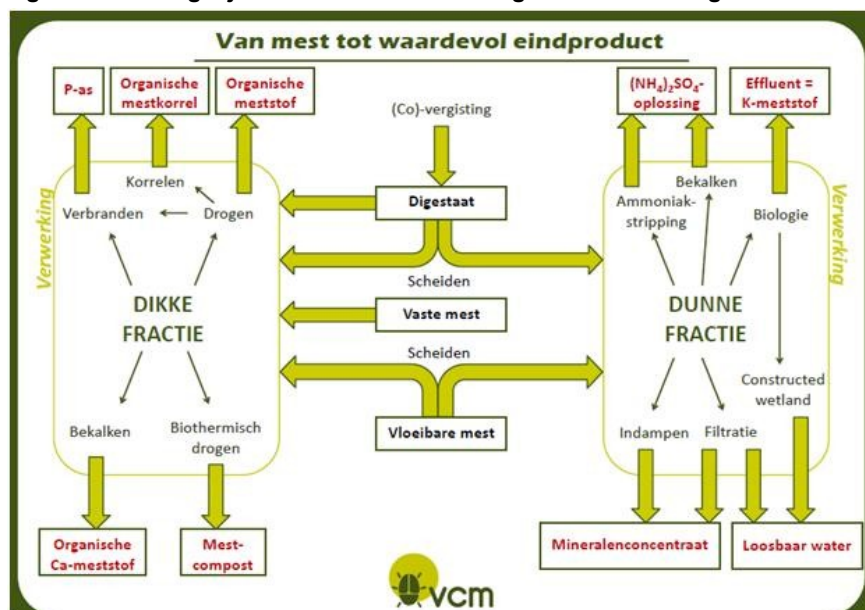 Van mest tot waardevol eindproduct
P-as
Organische
mestkorrel
Organische
meststof
(Co)-vergisting
(NH₄)₂SO₄-
oplossing
Effluent =
K-meststof
Verwerking
Korrelen
Verbranden
Drogen
Digestaat
Bekalken
Ammoniak-
stripping
Biologie
Verwerking
Scheiden
DIKKE
FRACTIE
Vaste mest
DUNNE
FRACTIE
Scheiden
Bekalken
Biothermisch
drogen
Vloeibare mest
Indampen
Filtratie
Constructed
wetland
Organische
Ca-meststof
Mest-
compost
Mineralenconcentraat
Loosbaar water
vcm